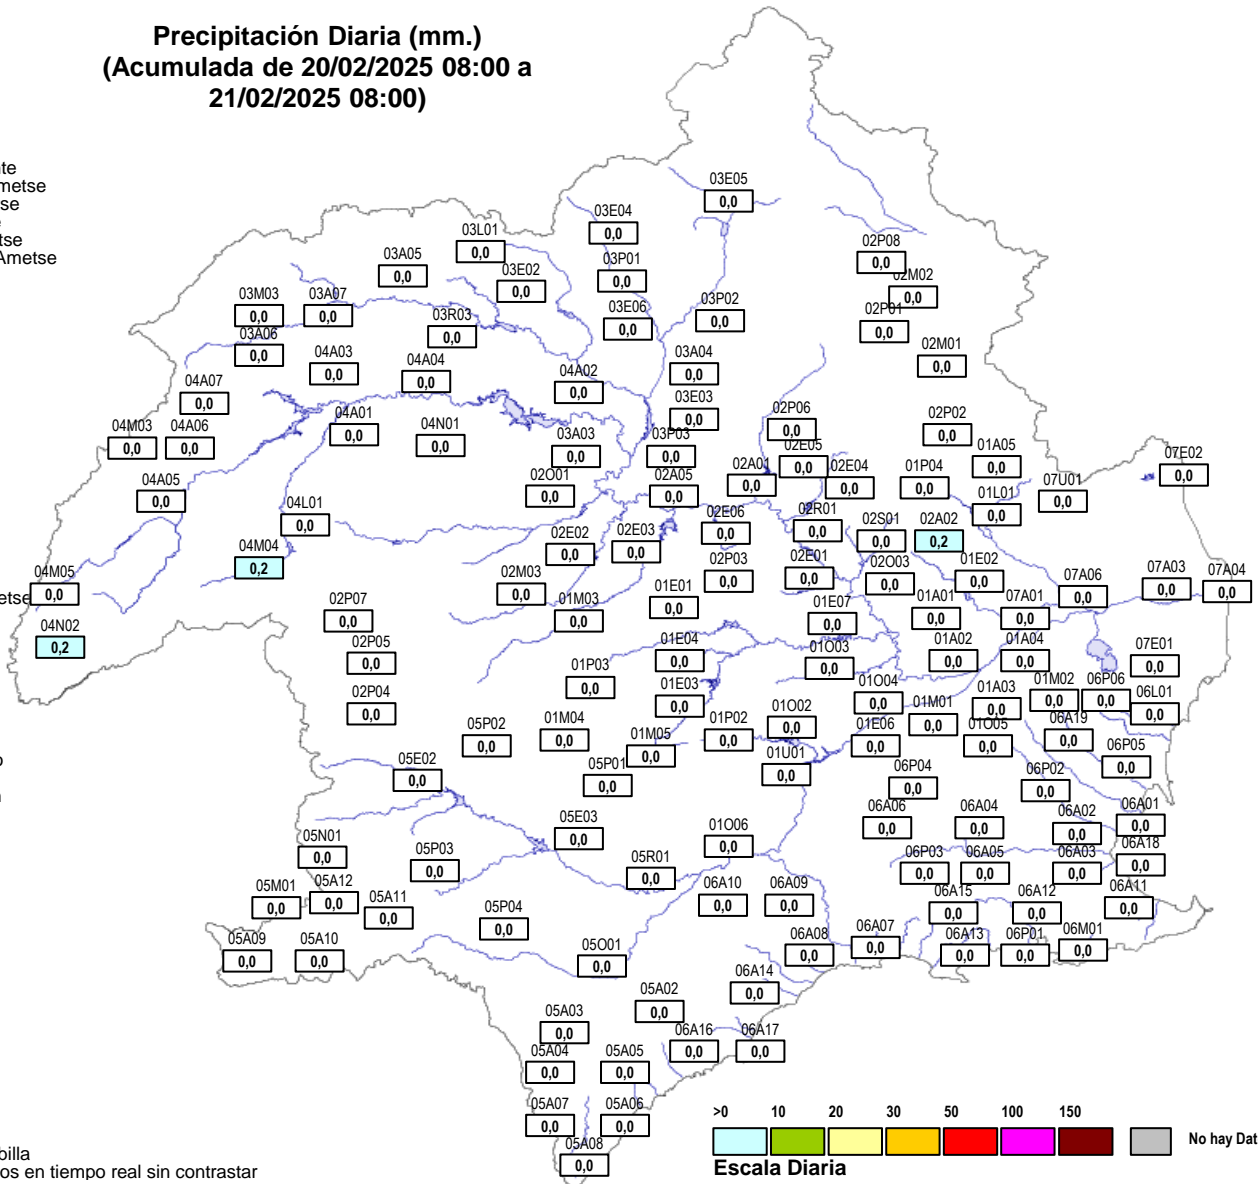 Precipitación Diaria (mm.)
(Acumulada de 20/02/2025 08:00 a
21/02/2025 08:00)
03E05
0,0
03E04
0,0
03L01
0,0
03A05
0,0
03P01
0,0
03E02
0,0
02P08
0,0
02M02
0,0
03M03
0,0
03A07
0,0
03R03
0,0
03E06
0,0
03P02
0,0
02P01
0,0
03A06
0,0
04A03
0,0
04A04
0,0
04A02
0,0
03A04
0,0
02M01
0,0
04A07
0,0
03E03
0,0
04M03
0,0
04A06
0,0
04A01
0,0
04N01
0,0
03A03
0,0
03P03
0,0
02P06
0,0
02P02
0,0
02E05
0,0
01A05
0,0
07E02
0,0
04A05
0,0
02O01
0,0
02A05
0,0
02A01
0,0
02E04
0,0
01P04
0,0
07U01
0,0
01L01
0,0
04L01
0,0
02E06
0,0
02R01
0,0
02S01
0,0
02A02
0,2
04M04
0,2
02E02
0,0
02E03
0,0
02P03
0,0
02E01
0,0
02O03
0,0
01E02
0,0
04M05
0,0
02M03
0,0
01M03
0,0
01E01
0,0
07A06
0,0
07A03
0,0
07A04
0,0
02P07
0,0
01E07
0,0
01A01
0,0
07A01
0,0
04N02
0,2
02P05
0,0
01E04
0,0
01O03
0,0
01A02
0,0
01A04
0,0
07E01
0,0
02P04
0,0
01P03
0,0
01E03
0,0
01O04
0,0
01M01
0,0
01A03
0,0
01M02
0,0
06P06
0,0
06L01
0,0
05P02
0,0
01M04
0,0
01M05
0,0
01P02
0,0
01O02
0,0
01E06
0,0
01O05
0,0
06A19
0,0
05E02
0,0
05P01
0,0
01U01
0,0
06P04
0,0
06P02
0,0
06P05
0,0
05E03
0,0
01O06
0,0
06A06
0,0
06A04
0,0
06A02
0,0
06A01
0,0
05N01
0,0
05P03
0,0
05R01
0,0
06P03
0,0
06A05
0,0
06A03
0,0
06A18
0,0
05M01
0,0
05A12
0,0
05A11
0,0
06A10
0,0
06A09
0,0
06A15
0,0
06A12
0,0
06A11
0,0
05P04
0,0
05A09
0,0
05A10
0,0
05O01
0,0
06A08
0,0
06A07
0,0
06A13
0,0
06P01
0,0
06M01
0,0
06A14
0,0
05A02
0,0
05A03
0,0
06A16
0,0
06A17
0,0
05A04
0,0
05A05
0,0
05A07
0,0
05A06
0,0
05A08
0,0
>0 10 20 30 50 100 150
No hay Dat
Escala Diaria
os en tiempo real sin contrastar